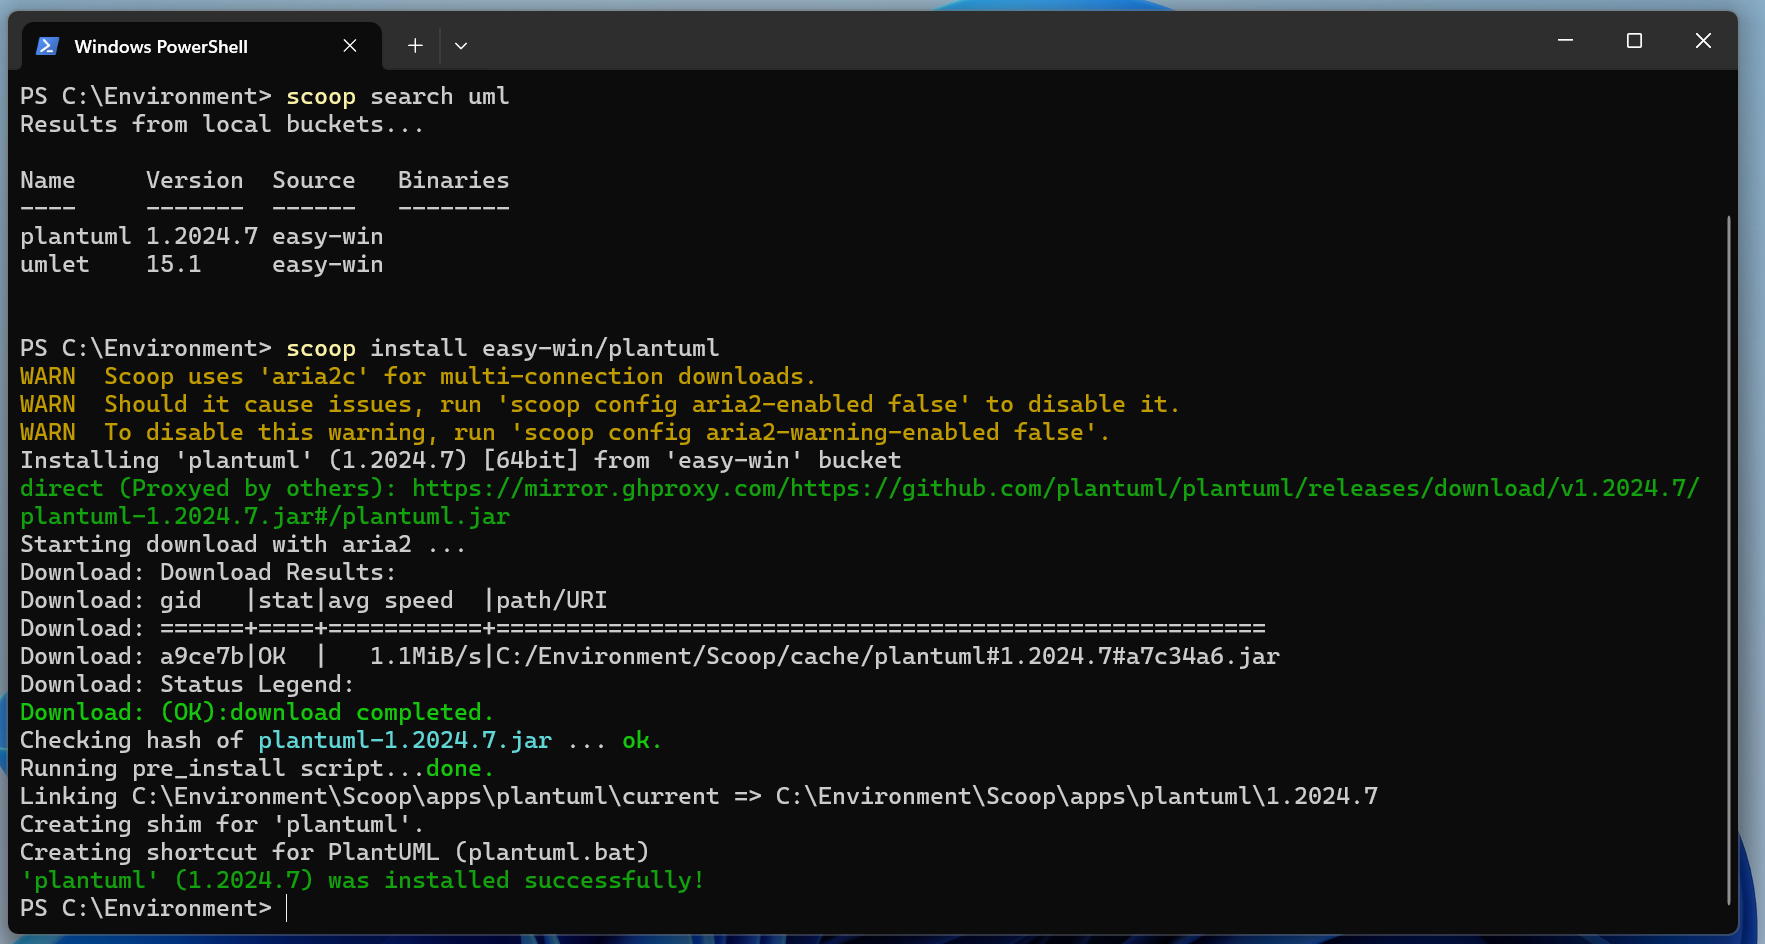 Windows PowerShell
PS C:\Environment> scoop search uml
Results from local buckets...
Name     Version  Source   Binaries
----     -------  ------   --------
plantuml 1.2024.7 easy-win
umlet    15.1     easy-win
PS C:\Environment> scoop install easy-win/plantuml
WARN  Scoop uses 'aria2c' for multi-connection downloads.
WARN  Should it cause issues, run 'scoop config aria2-enabled false' to disable it.
WARN  To disable this warning, run 'scoop config aria2-warning-enabled false'.
Installing 'plantuml' (1.2024.7) [64bit] from 'easy-win' bucket
direct (Proxyed by others): https://mirror.ghproxy.com/https://github.com/plantuml/plantuml/releases/download/v1.2024.7/
plantuml-1.2024.7.jar#/plantuml.jar
Starting download with aria2 ...
Download: Download Results:
Download: gid   |stat|avg speed  |path/URI
Download: ======+====+===========+=======================================================
Download: a9ce7b|OK  |   1.1MiB/s|C:/Environment/Scoop/cache/plantuml#1.2024.7#a7c34a6.jar
Download: Status Legend:
Download: (OK):download completed.
Checking hash of plantuml-1.2024.7.jar ... ok.
Running pre_install script...done.
Linking C:\Environment\Scoop\apps\plantuml\current => C:\Environment\Scoop\apps\plantuml\1.2024.7
Creating shim for 'plantuml'.
Creating shortcut for PlantUML (plantuml.bat)
'plantuml' (1.2024.7) was installed successfully!
PS C:\Environment>